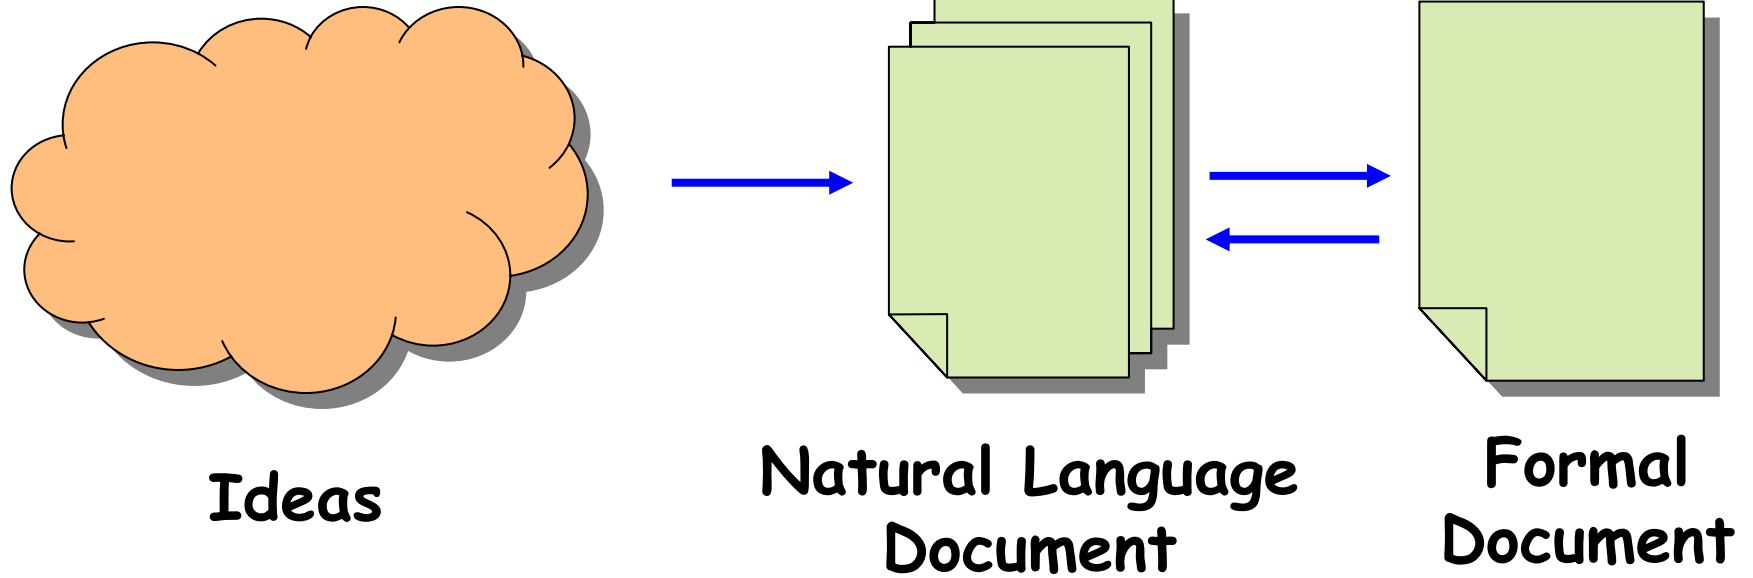 Ideas
Natural Language
Document
Formal
Document